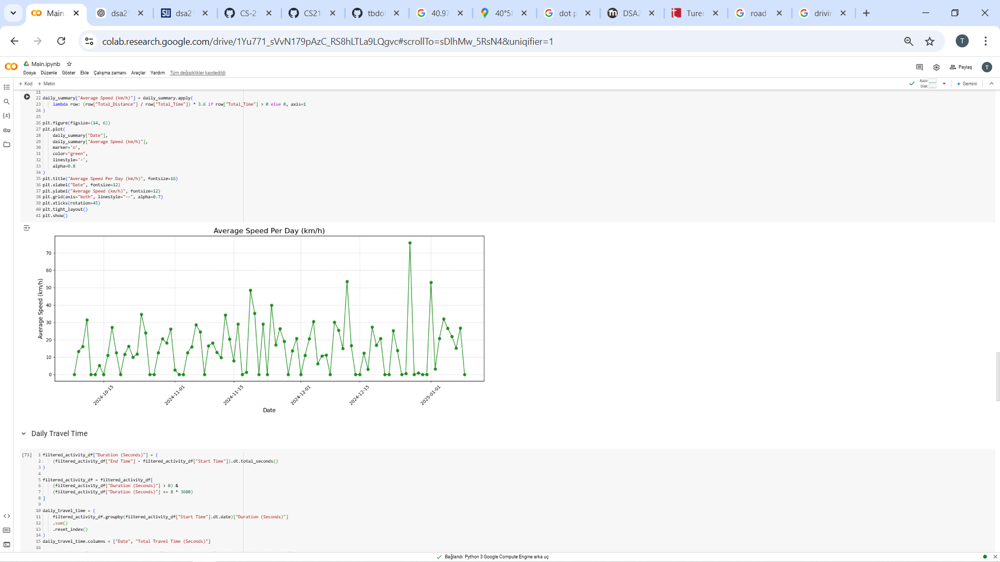 Main.
dsa2
dsa2
CS-2
CS21
tbdol
40.97
40°58
dot p
DSA2
Turen
road
drivin
colab.research.google.com/drive/1Yu771_sVvN179pAzC_RS8hLTLa9LQgvc#scrollTo=sDlhMw_5RsN4&uniqifier=1
T
Main.ipynb
Dosya Düzenle Göster Ekle Çalışma zamanı Araçlar Yardım Tüm değişiklikler kaydedildi
Paylaş
T
+ Kod + Metin
RAM
Disk
Gemini
21
22 daily_summary["Average Speed (km/h)"] = daily_summary.apply(
23 lambda row: (row["Total_Distance"] / row["Total_Time"]) * 3.6 if row["Total_Time"] > 0 else 0, axis=1
24 )
25
26 plt.figure(figsize=(14, 6))
27 plt.plot(
28 daily_summary["Date"],
29 daily_summary["Average Speed (km/h)"],
30 marker='o',
31 color="green",
32 linestyle='-',
33 alpha=0.8
34 )
35 plt.title("Average Speed Per Day (km/h)", fontsize=16)
36 plt.xlabel("Date", fontsize=12)
37 plt.ylabel("Average Speed (km/h)", fontsize=12)
38 plt.grid(axis="both", linestyle="--", alpha=0.7)
39 plt.xticks(rotation=45)
40 plt.tight_layout()
41 plt.show()
Average Speed Per Day (km/h)
Average Speed (km/h)
70
60
50
40
30
20
10
0
2024-10-15
2024-11-01
2024-11-15
2024-12-01
2024-12-15
2025-01-01
Date
Daily Travel Time
[73] 1 filtered_activity_df["Duration (Seconds)"] = (
2 (filtered_activity_df["End Time"] - filtered_activity_df["Start Time"]).dt.total_seconds()
3 )
4
5 filtered_activity_df = filtered_activity_df[
6 (filtered_activity_df["Duration (Seconds)"] > 0) &
7 (filtered_activity_df["Duration (Seconds)"] <= 8 * 3600)
8 ]
9
10 daily_travel_time = (
11 filtered_activity_df.groupby(filtered_activity_df["Start Time"].dt.date)["Duration (Seconds)"]
12 .sum()
13 .reset_index()
14 )
15 daily_travel_time.columns = ["Date", "Total Travel Time (Seconds)"]
16
Bağlandı: Python 3 Google Compute Engine arka uç